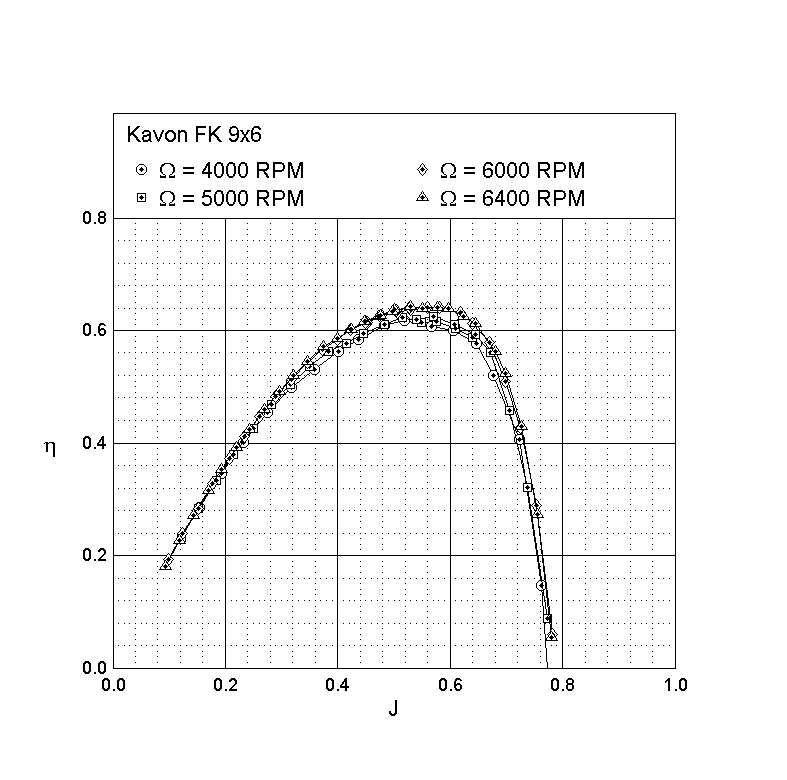 Kavon FK 9x6
Ω = 4000 RPM
Ω = 6000 RPM
Ω = 5000 RPM
Ω = 6400 RPM
0.8
0.6
0.4
η
0.2
0.0
0.0 0.2 0.4 0.6 0.8 1.0
J